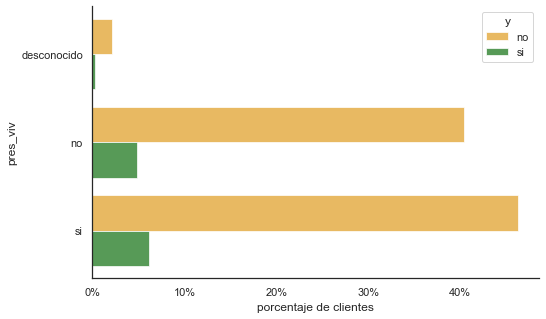 y
no
si
desconocido
no
si
pres_viv
0%
10%
20%
30%
40%
porcentaje de clientes